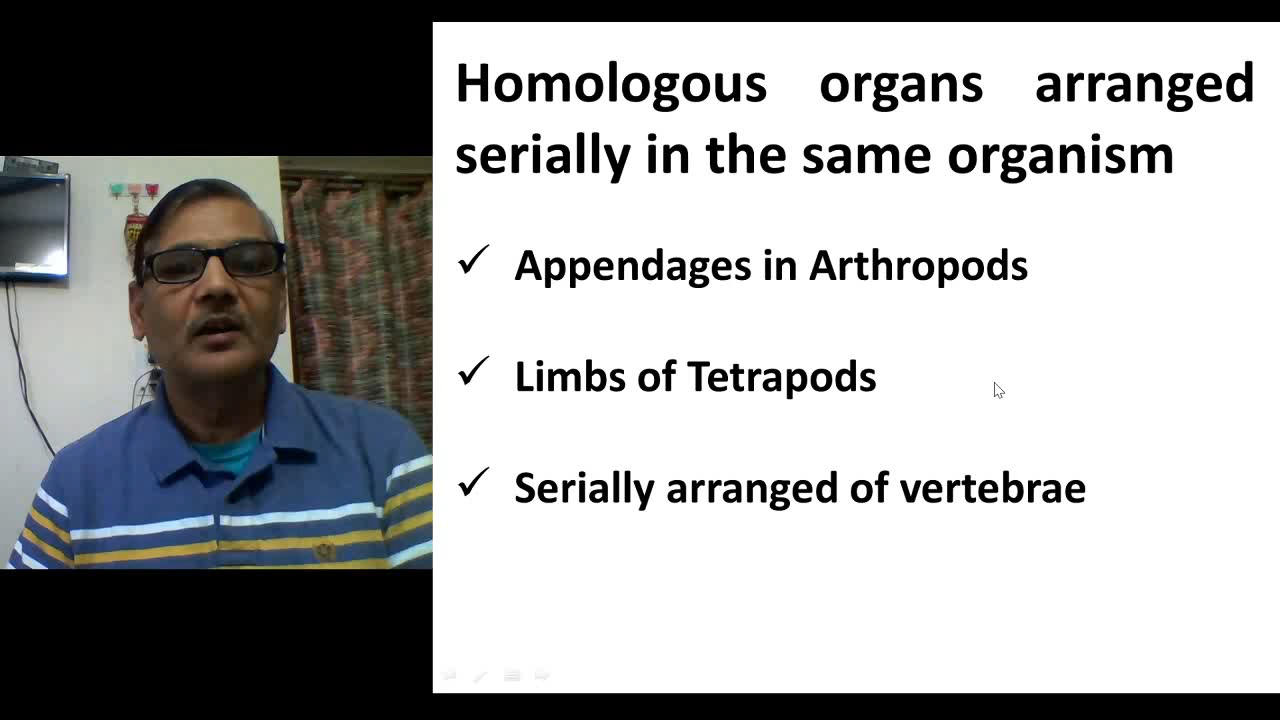 Homologous organs arranged
serially in the same organism
✓ Appendages in Arthropods
✓ Limbs of Tetrapods
✓ Serially arranged of vertebrae